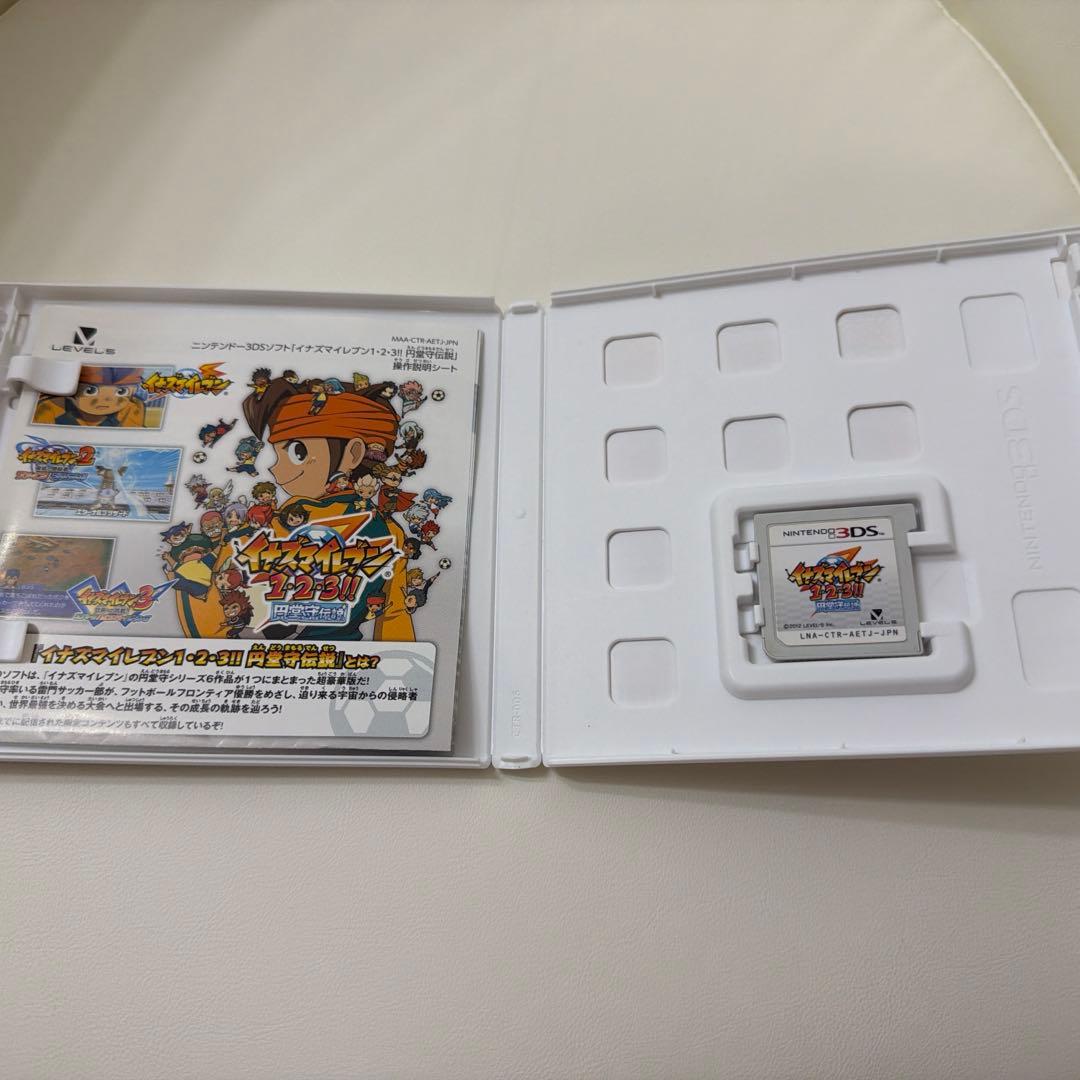 MAA-CTR-AETJ-JPN
ニンテンドー3DSソフト「イナズマイレブン1・2・3!! 円堂守伝説」
操作説明シート
LEVEL5
イナズマイレブン
イナズマイレブン2
イナズマイレブン3
イナズマイレブン
1・2・3!!
円堂守伝説
『イナズマイレブン1・2・3!! 円堂守伝説』とは?
ソフトは、『イナズマイレブン』の円堂守シリーズ6作品が1つにまとまった超豪華版だ!
守率いる雷門サッカー部が、フットボールフロンティア優勝をめざし、迫り来る宇宙からの侵略者
、世界最強を決める大会へと出場する、その成長の軌跡を辿ろう!
までに配信された限定コンテンツもすべて収録しているぞ!
CTR-005
NINTENDO 3DS
NINTENDO 3DS™
イナズマイレブン
1・2・3!!
円堂守伝説
©2012 LEVEL-5 Inc.
LEVEL5
LNA-CTR-AETJ-JPN